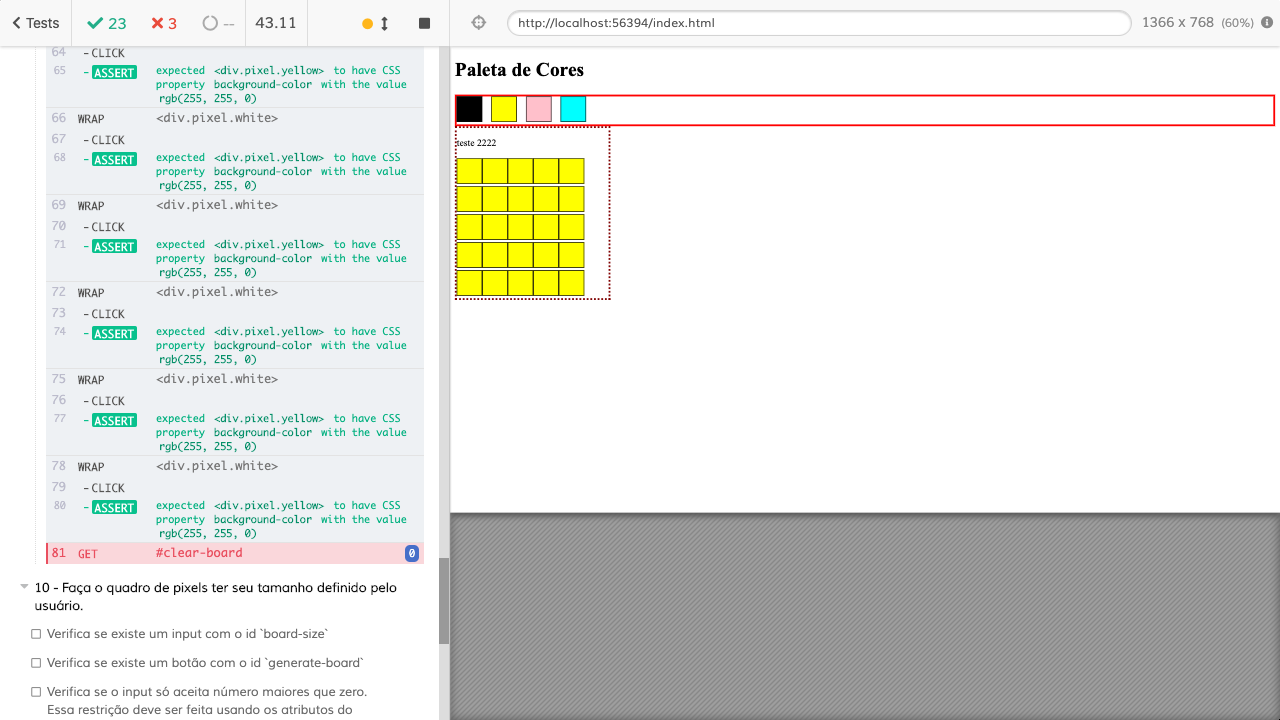 Tests 23 3 -- 43.11
http://localhost:56394/index.html 1366 x 768 (60%)
64 -CLICK
65 -ASSERT expected <div.pixel.yellow> to have CSS
property background-color with the value
rgb(255, 255, 0)
66 WRAP <div.pixel.white>
67 -CLICK
68 -ASSERT expected <div.pixel.yellow> to have CSS
property background-color with the value
rgb(255, 255, 0)
69 WRAP <div.pixel.white>
70 -CLICK
71 -ASSERT expected <div.pixel.yellow> to have CSS
property background-color with the value
rgb(255, 255, 0)
72 WRAP <div.pixel.white>
73 -CLICK
74 -ASSERT expected <div.pixel.yellow> to have CSS
property background-color with the value
rgb(255, 255, 0)
75 WRAP <div.pixel.white>
76 -CLICK
77 -ASSERT expected <div.pixel.yellow> to have CSS
property background-color with the value
rgb(255, 255, 0)
78 WRAP <div.pixel.white>
79 -CLICK
80 -ASSERT expected <div.pixel.yellow> to have CSS
property background-color with the value
rgb(255, 255, 0)
81 GET #clear-board 0
10 - Faça o quadro de pixels ter seu tamanho definido pelo
usuário.
Verifica se existe um input com o id `board-size`
Verifica se existe um botão com o id `generate-board`
Verifica se o input só aceita número maiores que zero.
Essa restrição deve ser feita usando os atributos do
Paleta de Cores
teste 2222